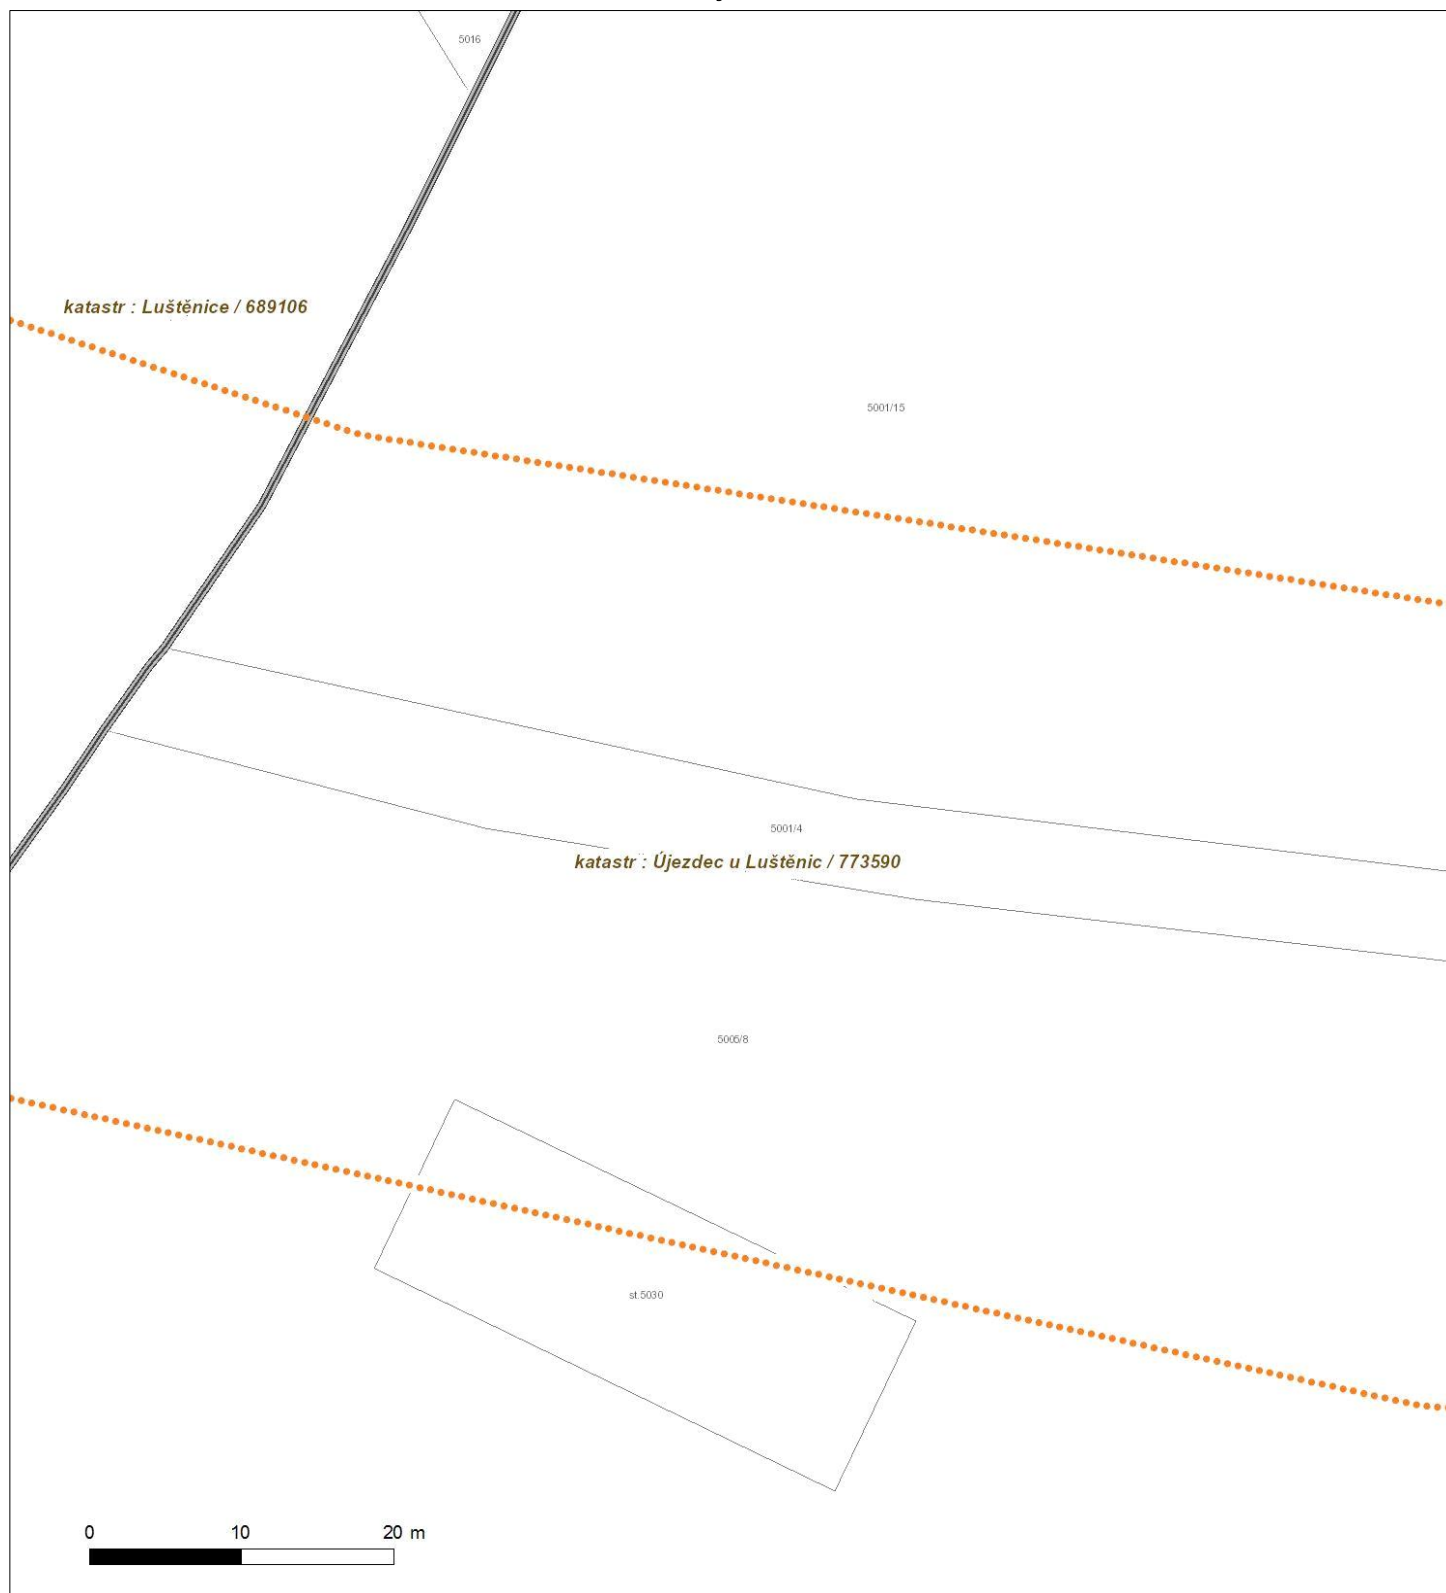 5016
katastr : Luštěnice / 689106
5001/15
5001/4
katastr : Újezdec u Luštěnic / 773590
5005/8
st.5030
0 10 20 m